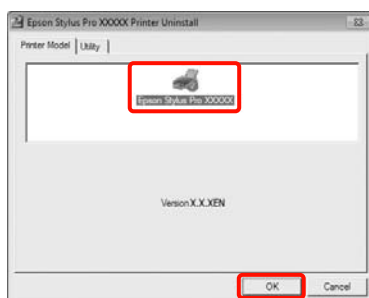 Epson Stylus Pro XXXXX Printer Uninstall
Printer Model Utility
Epson Stylus Pro XXXXX
Version X.X.XEN
OK Cancel